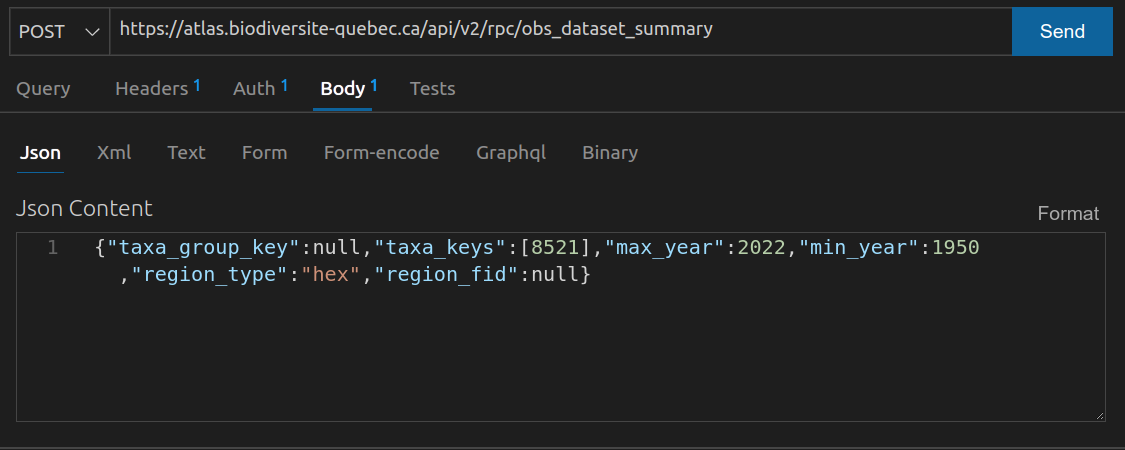 POST https://atlas.biodiversite-quebec.ca/api/v2/rpc/obs_dataset_summary Send
Query Headers 1 Auth 1 Body 1 Tests
Json Xml Text Form Form-encode Graphql Binary
Json Content Format
1 {"taxa_group_key":null,"taxa_keys":[8521],"max_year":2022,"min_year":1950
,"region_type":"hex","region_fid":null}